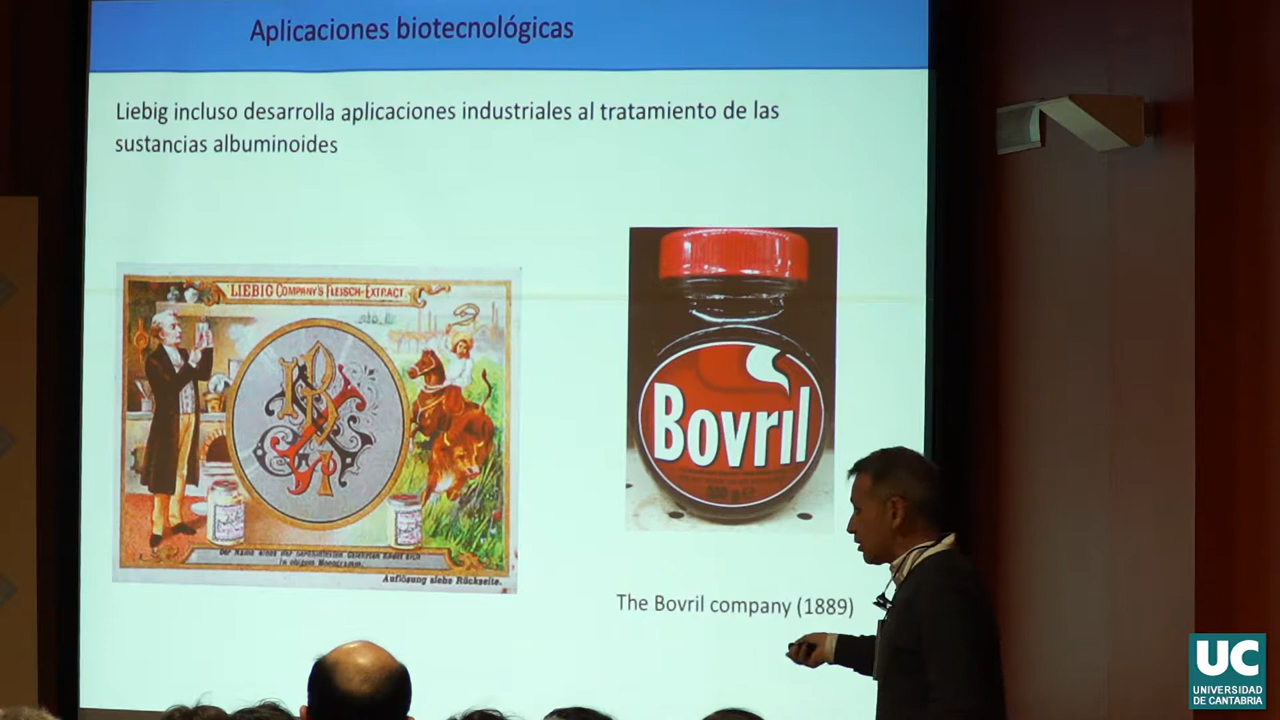 Aplicaciones biotecnológicas
Liebig incluso desarrolla aplicaciones industriales al tratamiento de las
sustancias albuminoides
LIEBIG COMPANY'S FLEISCH-EXTRACT
Auflösung siehe Rückseite.
Bovril
The Bovril company (1889)
UC
UNIVERSIDAD
DE CANTABRIA